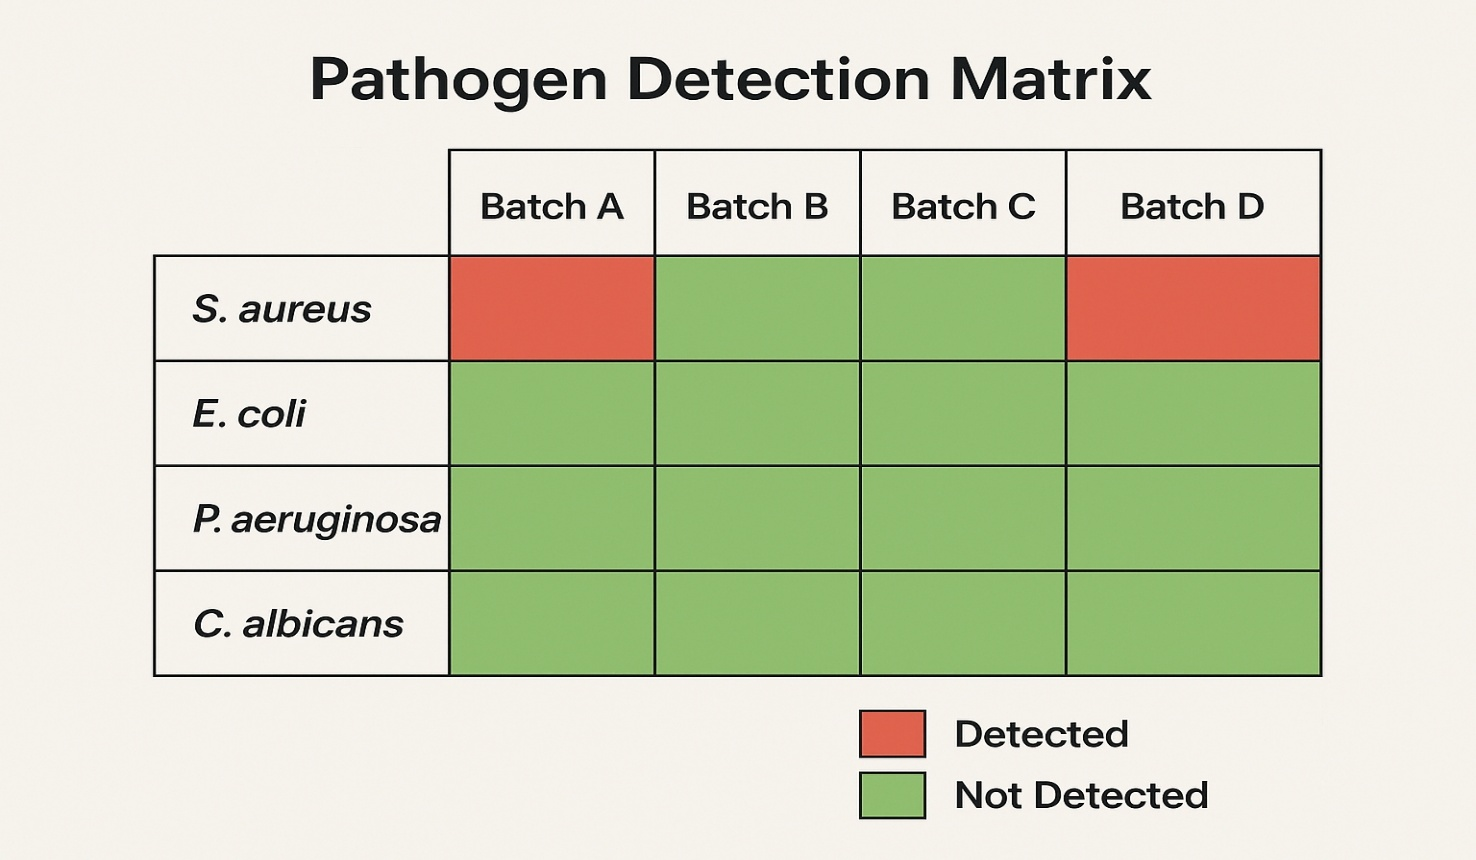 Pathogen Detection Matrix
Batch A Batch B Batch C Batch D
S. aureus
E. coli
P. aeruginosa
C. albicans
Detected
Not Detected